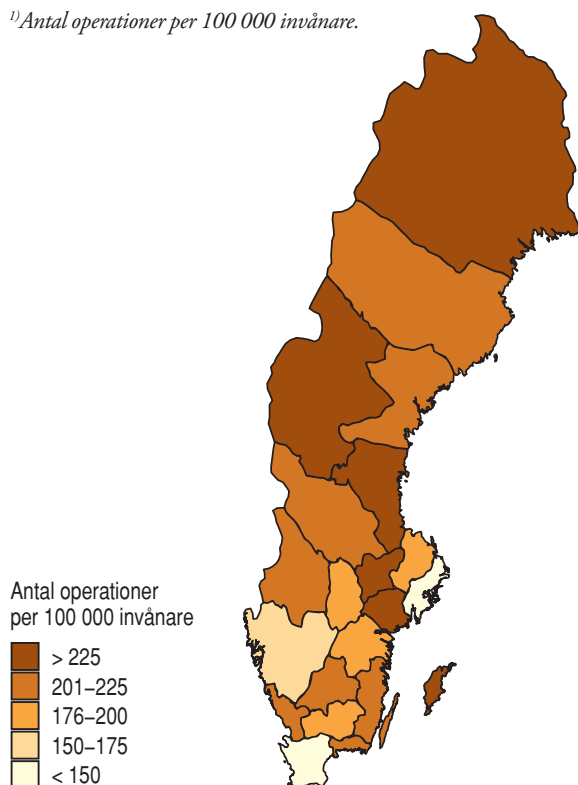 1) Antal operationer per 100 000 invånare.
Antal operationer
per 100 000 invånare
> 225
201–225
176–200
150–175
< 150